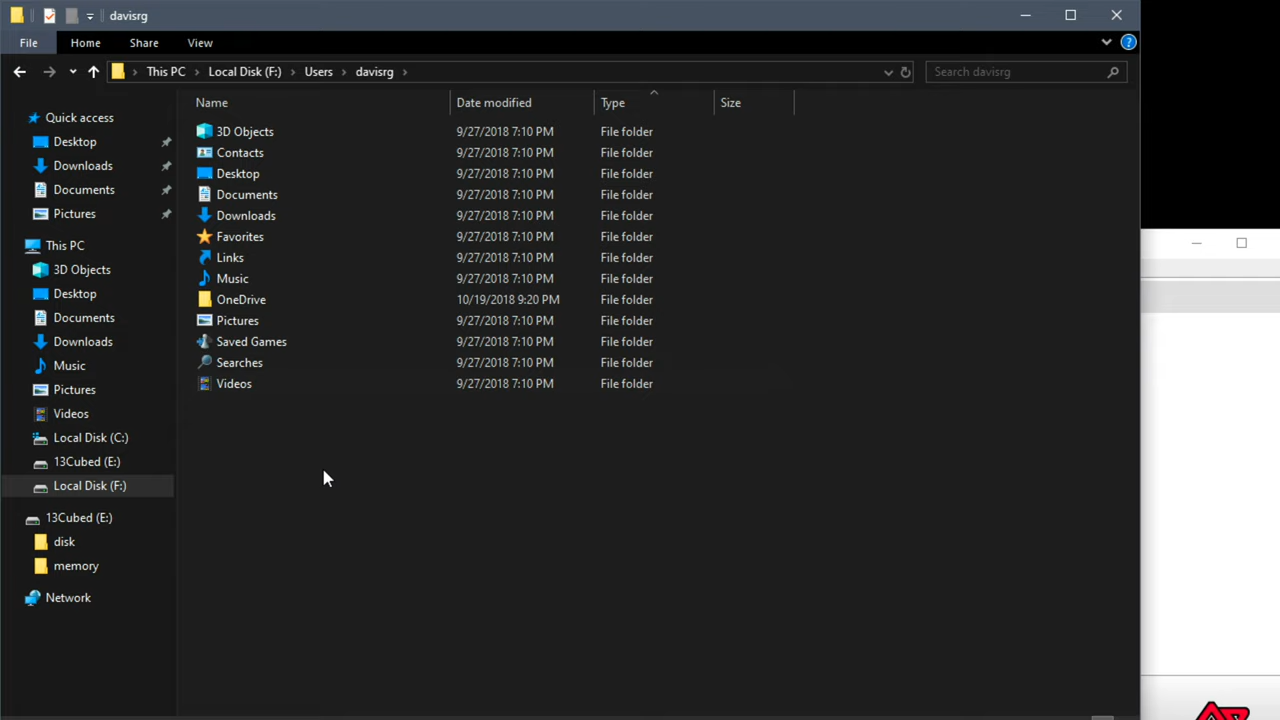 davisrg
File Home Share View
This PC Local Disk (F:) Users davisrg Search davisrg
Name Date modified Type Size
3D Objects 9/27/2018 7:10 PM File folder
Contacts 9/27/2018 7:10 PM File folder
Desktop 9/27/2018 7:10 PM File folder
Documents 9/27/2018 7:10 PM File folder
Downloads 9/27/2018 7:10 PM File folder
Favorites 9/27/2018 7:10 PM File folder
Links 9/27/2018 7:10 PM File folder
Music 9/27/2018 7:10 PM File folder
OneDrive 10/19/2018 9:20 PM File folder
Pictures 9/27/2018 7:10 PM File folder
Saved Games 9/27/2018 7:10 PM File folder
Searches 9/27/2018 7:10 PM File folder
Videos 9/27/2018 7:10 PM File folder
Quick access
Desktop
Downloads
Documents
Pictures
This PC
3D Objects
Desktop
Documents
Downloads
Music
Pictures
Videos
Local Disk (C:)
13Cubed (E:)
Local Disk (F:)
13Cubed (E:)
disk
memory
Network